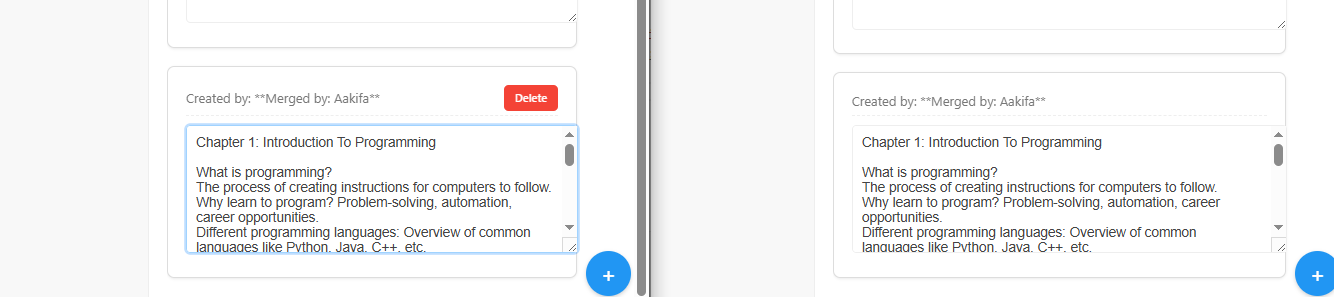 Created by: **Merged by: Aakifa**
Delete
Chapter 1: Introduction To Programming
What is programming?
The process of creating instructions for computers to follow.
Why learn to program? Problem-solving, automation,
career opportunities.
Different programming languages: Overview of common
languages like Python, Java, C++, etc.
+
Created by: **Merged by: Aakifa**
Chapter 1: Introduction To Programming
What is programming?
The process of creating instructions for computers to follow.
Why learn to program? Problem-solving, automation, career
opportunities.
Different programming languages: Overview of common
languages like Python, Java, C++, etc.
+